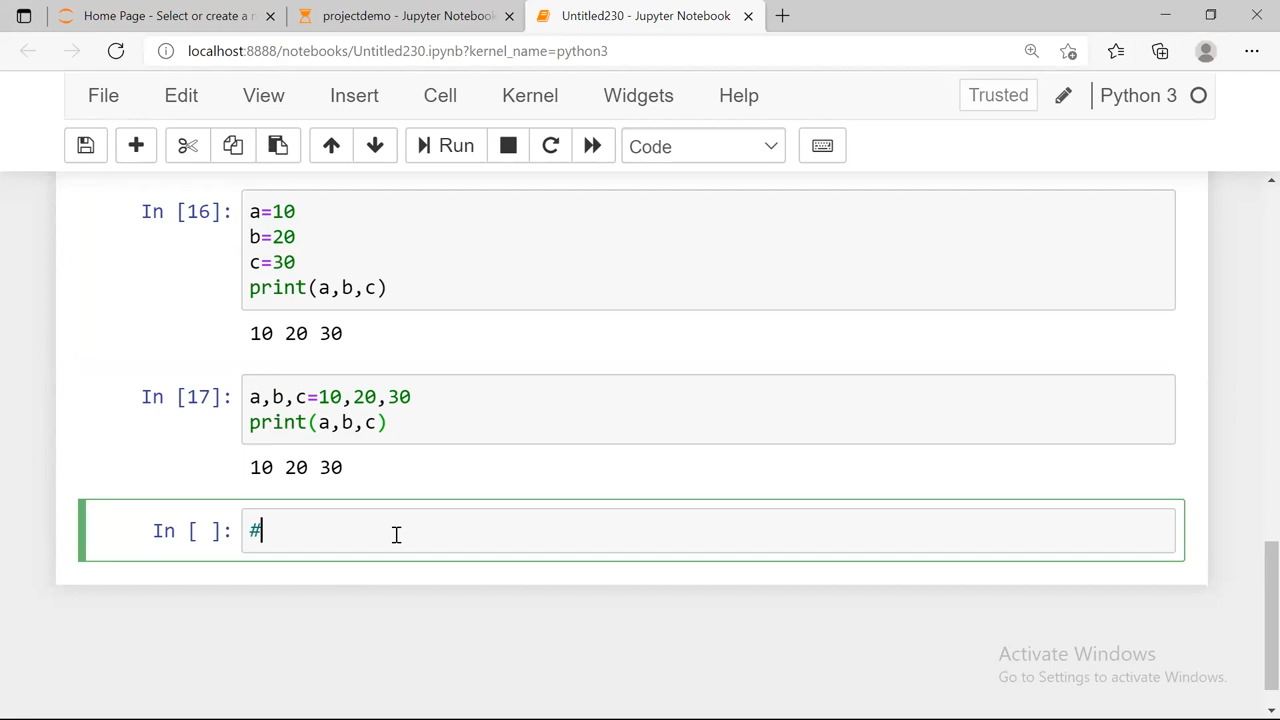 Home Page - Select or create a n
projectdemo - Jupyter Notebook
Untitled230 - Jupyter Notebook
localhost:8888/notebooks/Untitled230.ipynb?kernel_name=python3
File Edit View Insert Cell Kernel Widgets Help Trusted Python 3
Run Code
In [16]: a=10
b=20
c=30
print(a,b,c)
10 20 30
In [17]: a,b,c=10,20,30
print(a,b,c)
10 20 30
In [ ]: #
Activate Windows
Go to Settings to activate Windows.